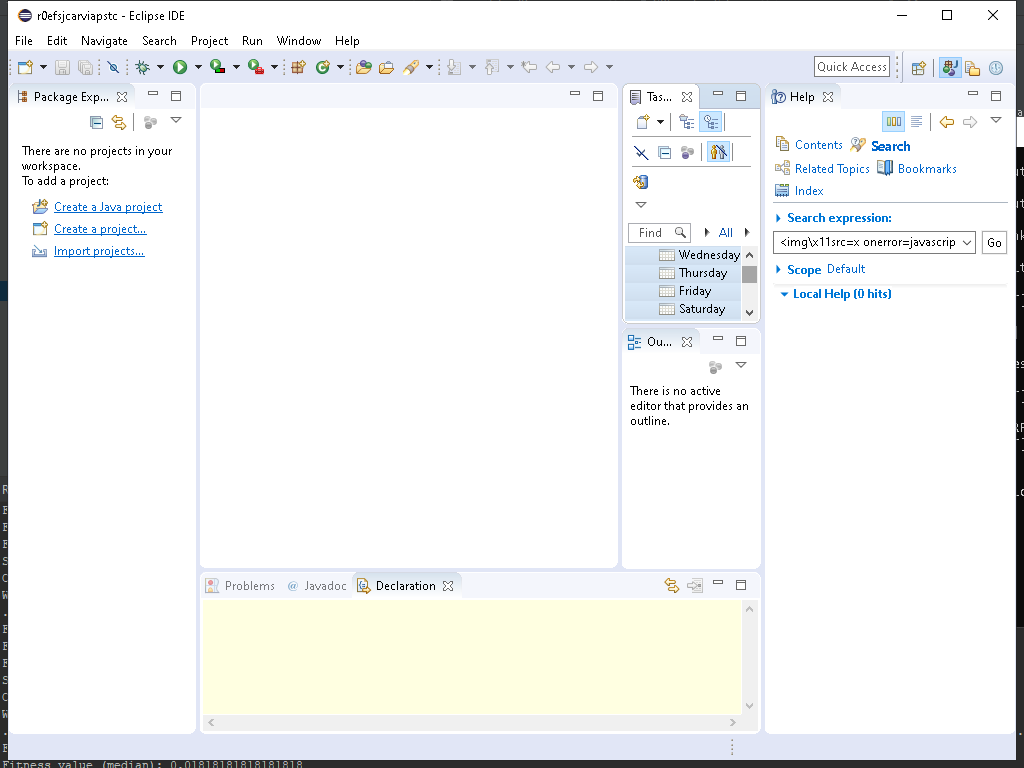 r0efsjcarviapstc - Eclipse IDE
File Edit Navigate Search Project Run Window Help
Quick Access
Package Exp...
There are no projects in your
workspace.
To add a project:
Create a Java project
Create a project...
Import projects...
Tas...
Find
All
Wednesday
Thursday
Friday
Saturday
Ou...
There is no active
editor that provides an
outline.
Help
Contents Search
Related Topics Bookmarks
Index
Search expression:
<img\x11src=x onerror=javascrip Go
Scope Default
Local Help (0 hits)
Problems @ Javadoc Declaration
Fitness value (median): 0.01818181818181818